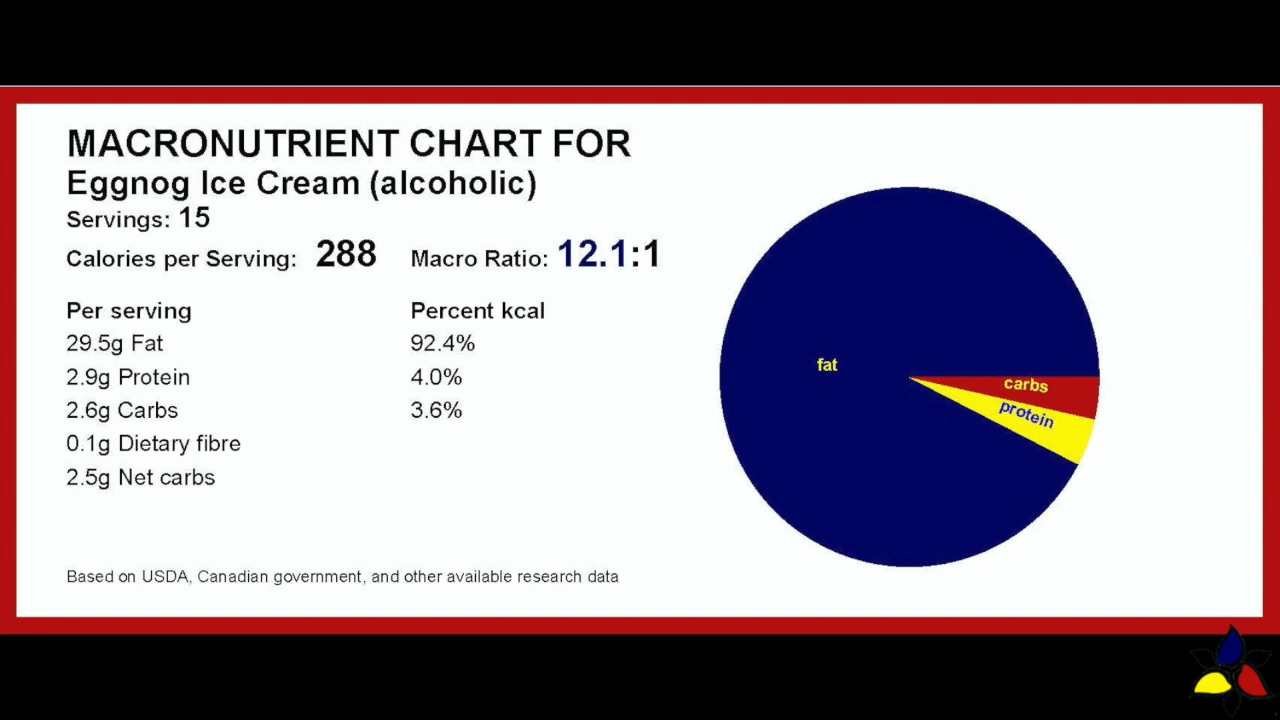 MACRONUTRIENT CHART FOR
Eggnog Ice Cream (alcoholic)
Servings: 15
Calories per Serving: 288 Macro Ratio: 12.1:1
Per serving Percent kcal
29.5g Fat 92.4%
2.9g Protein 4.0%
2.6g Carbs 3.6%
0.1g Dietary fibre
2.5g Net carbs
Based on USDA, Canadian government, and other available research data
fat
carbs
protein